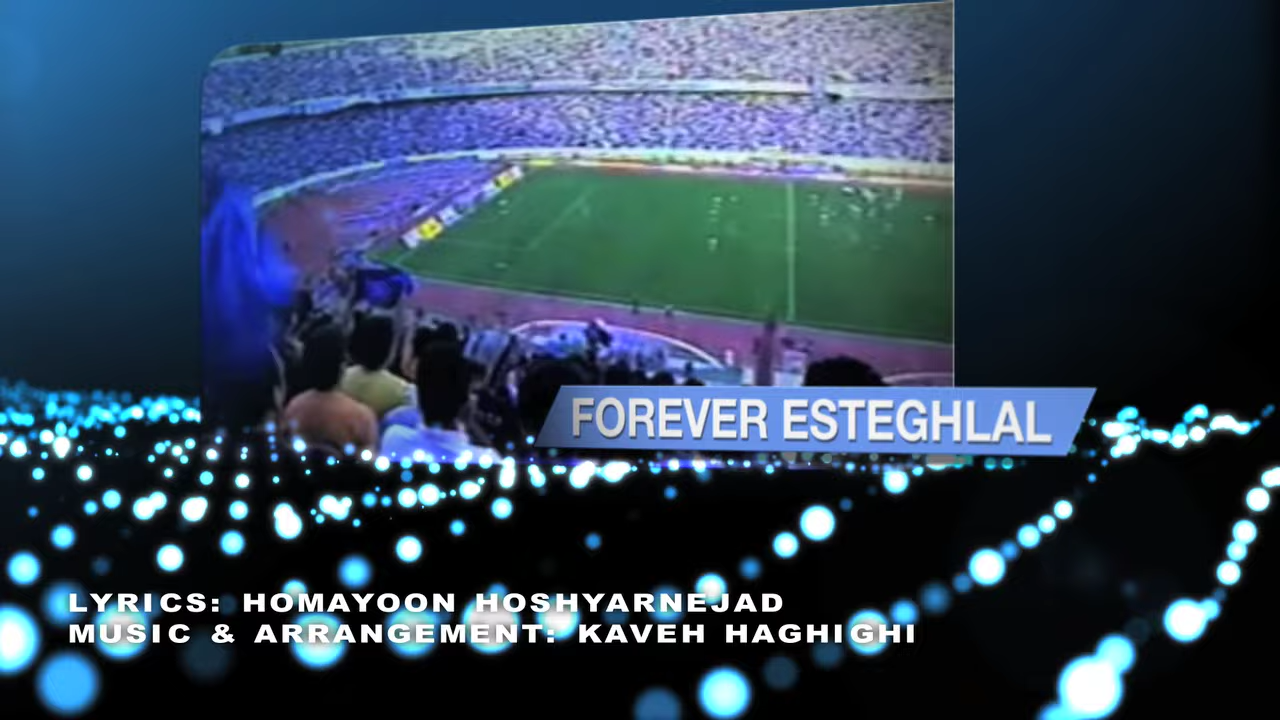 FOREVER ESTEGHLAL
LYRICS: HOMAYOON HOSHYARNEJAD
MUSIC & ARRANGEMENT: KAVEH HAGHIGHI